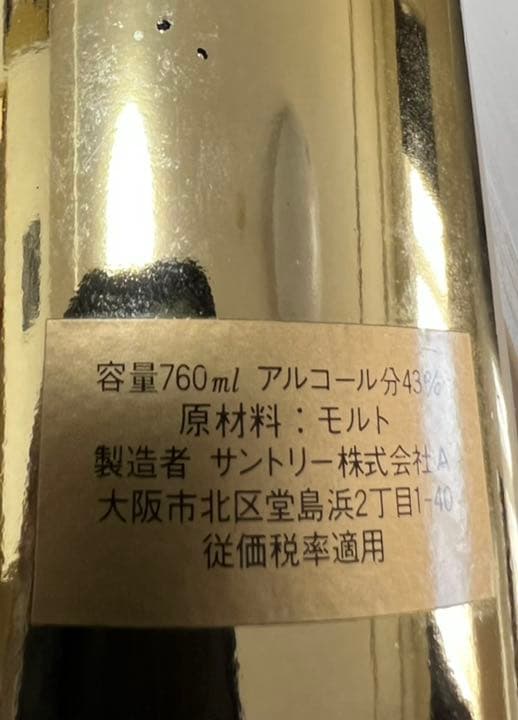 容量760ml アルコール分43%
原材料：モルト
製造者 サントリー株式会社A
大阪市北区堂島浜2丁目1-40
従価税率適用